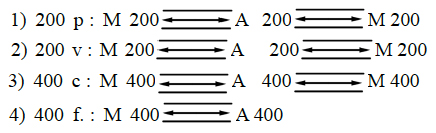 1) 200 p : M 200 ⟷ A 200 ⟷ M 200
2) 200 v : M 200 ⟷ A 200 ⟷ M 200
3) 400 c : M 400 ⟷ A 400 ⟷ M 400
4) 400 f. : M 400 ⟷ A 400